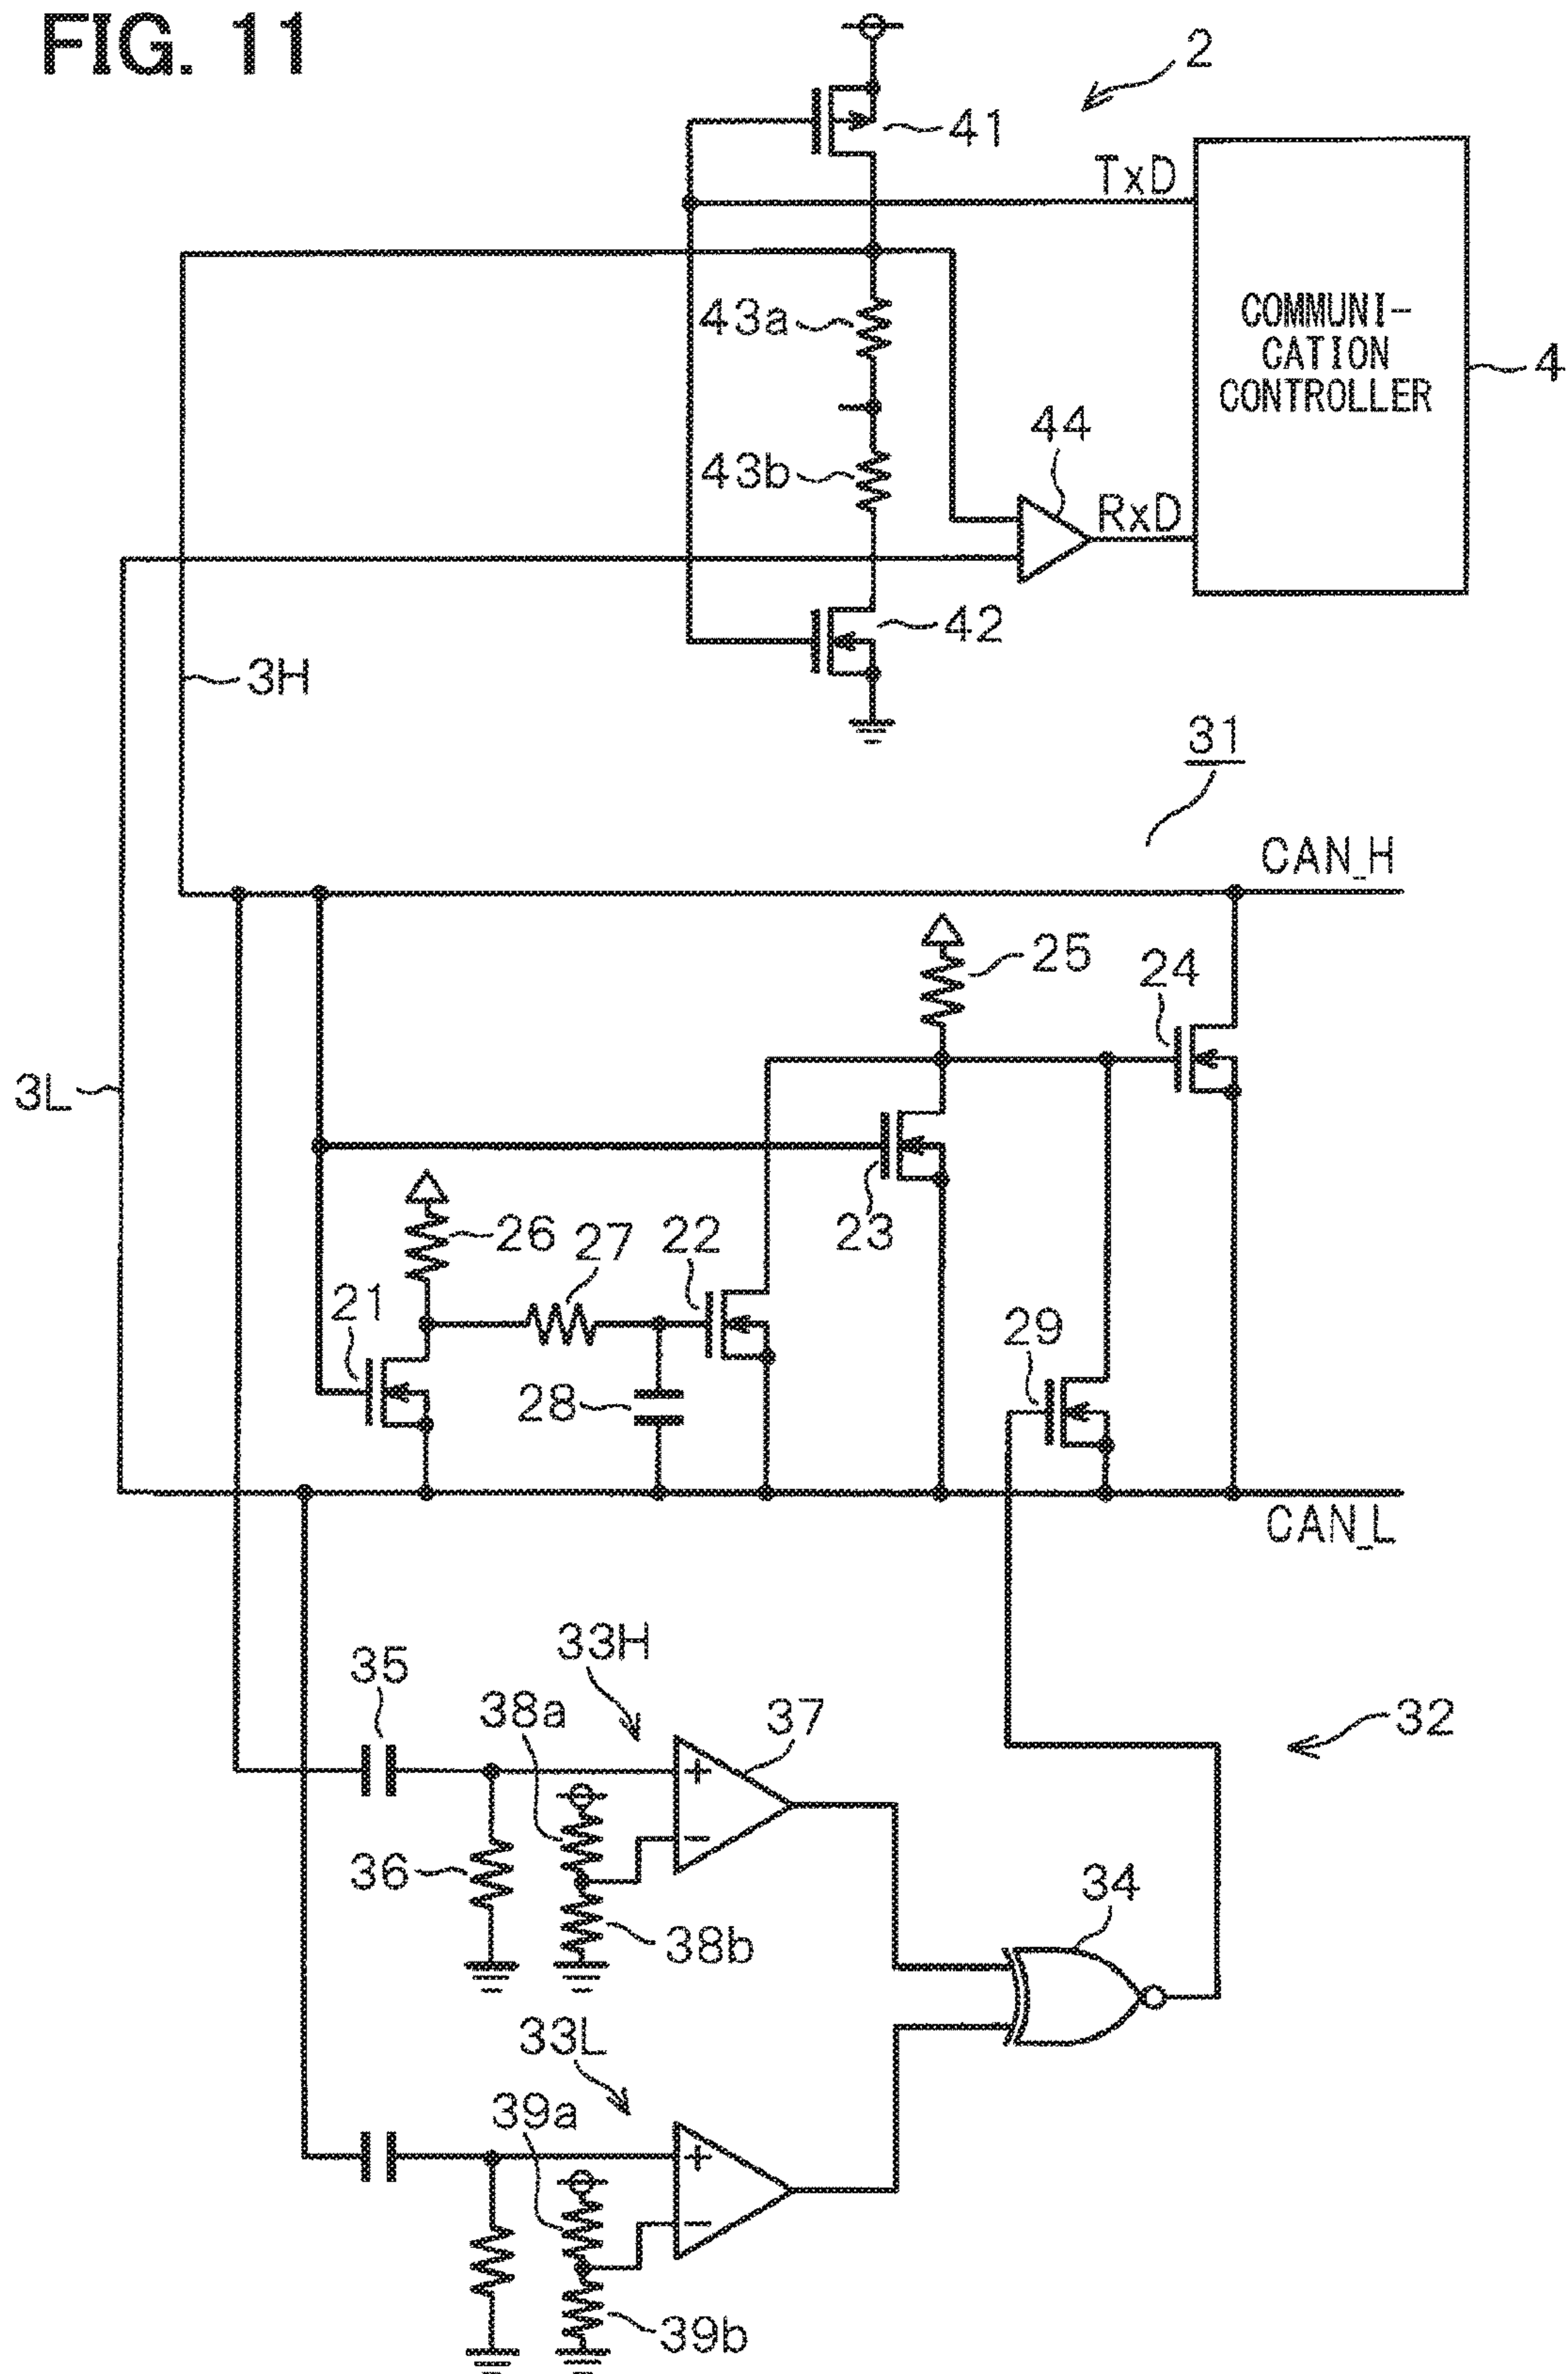 FIG. 11
2
41
TxD
43a
COMMUNI-
CATION
CONTROLLER
4
44
43b
RxD
42
3H
31
CAN_H
25
24
3L
23
26
27
22
21
29
28
CAN_L
33H
35
38a
37
32
36
34
38b
33L
39a
39b
+
−
+
−